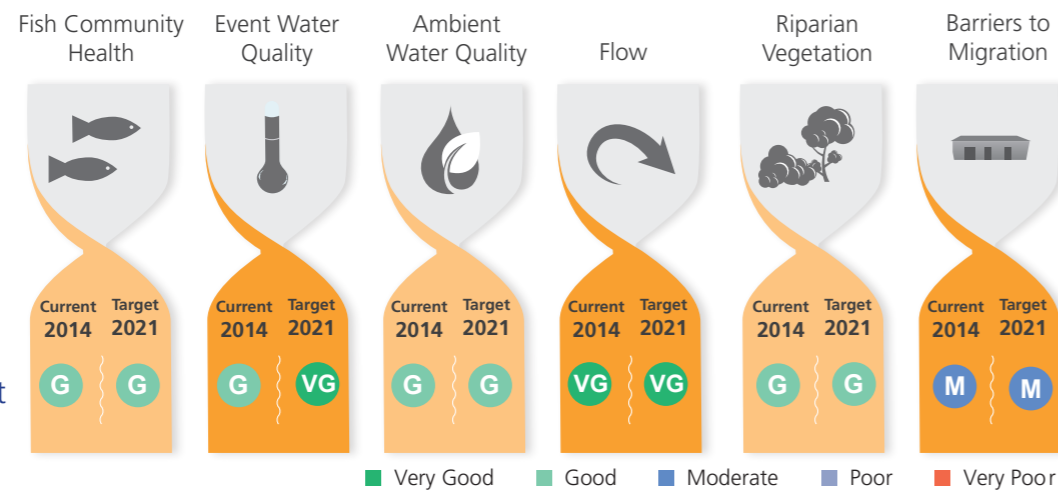 Fish Community
Health
Event Water
Quality
Ambient
Water Quality
Flow
Riparian
Vegetation
Barriers to
Migration
Current Target
2014 2021
Current Target
2014 2021
Current Target
2014 2021
Current Target
2014 2021
Current Target
2014 2021
Current Target
2014 2021
t
G G
G VG
G G
VG VG
G G
M M
Very Good Good Moderate Poor Very Poor